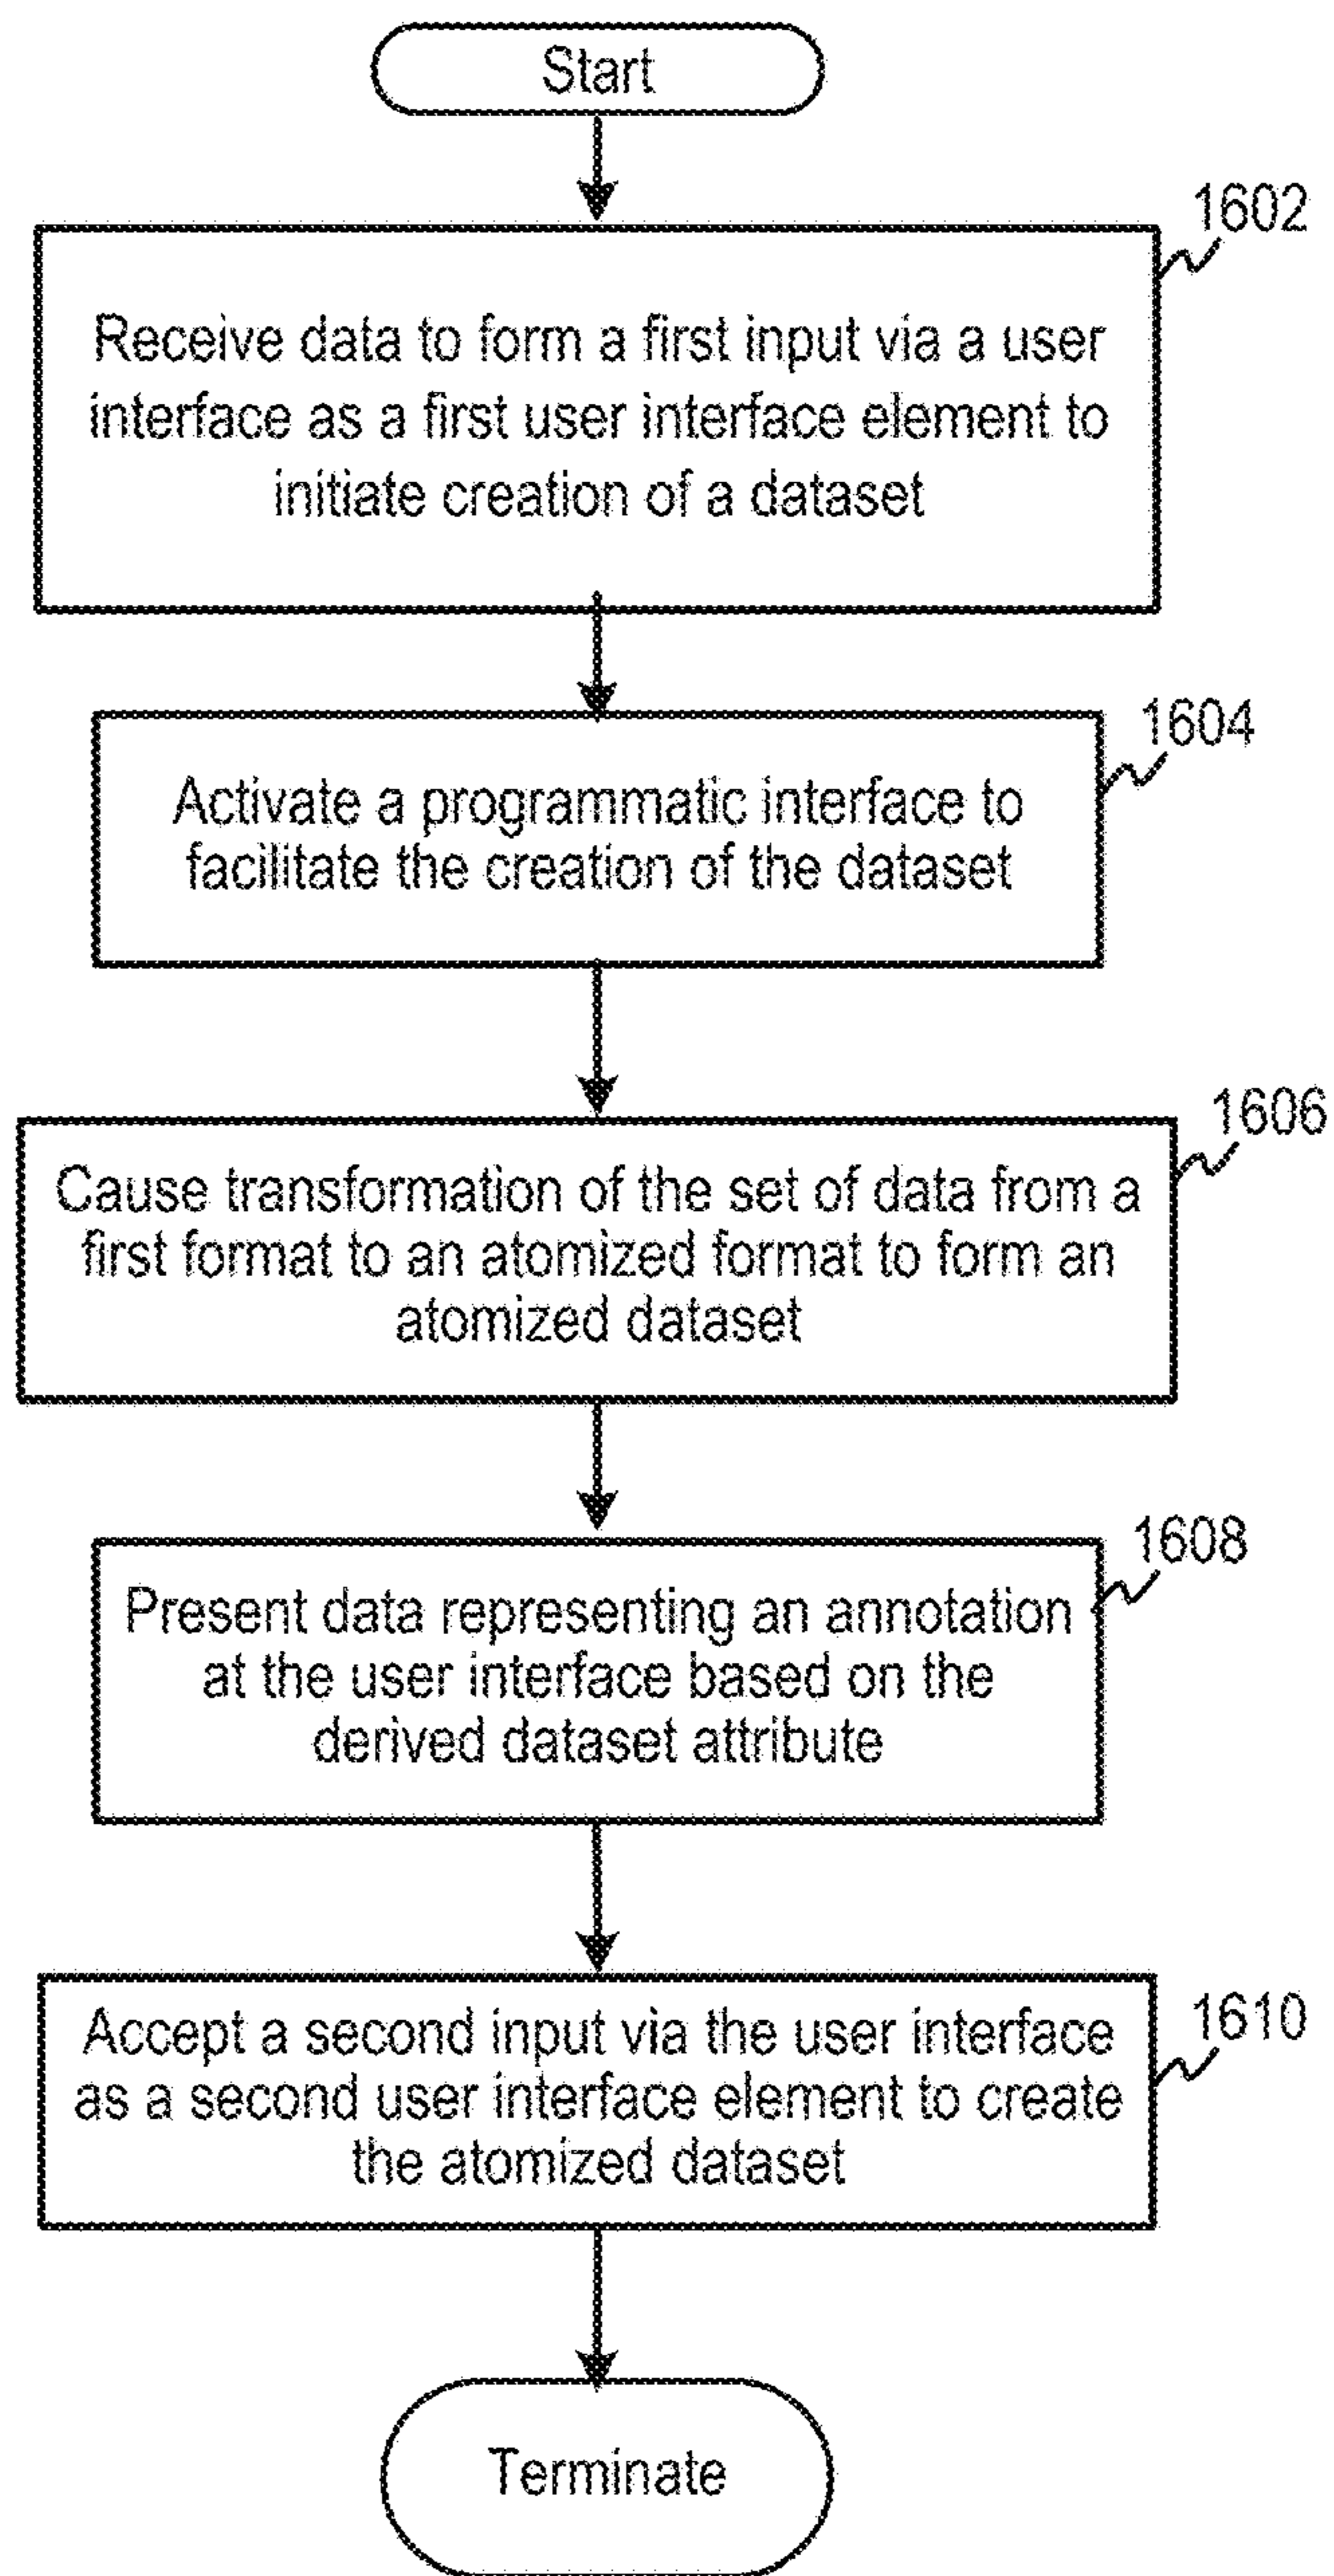 Start
1602
Receive data to form a first input via a user
interface as a first user interface element to
initiate creation of a dataset
1604
Activate a programmatic interface to
facilitate the creation of the dataset
1606
Cause transformation of the set of data from a
first format to an atomized format to form an
atomized dataset
1608
Present data representing an annotation
at the user interface based on the
derived dataset attribute
1610
Accept a second input via the user interface
as a second user interface element to create
the atomized dataset
Terminate